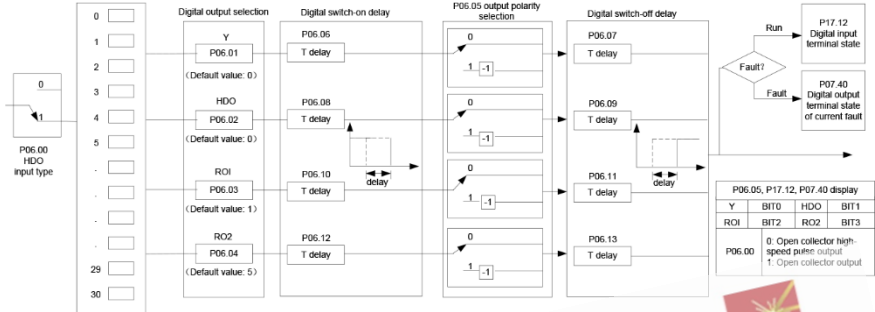 Digital output selection
Digital switch-on delay
P06.05 output polarity
selection
Digital switch-off delay
0
1
2
3
4
5
.
.
.
.
29
30
0
1
P06.00
HDO
input type
Y
P06.01
(Default value: 0)
HDO
P06.02
(Default value: 0)
ROI
P06.03
(Default value: 1)
RO2
P06.04
(Default value: 5)
P06.06
T delay
P06.08
T delay
delay
P06.10
T delay
P06.12
T delay
0
1 -1
0
1 -1
0
1 -1
0
1 -1
P06.07
T delay
P06.09
T delay
delay
P06.11
T delay
P06.13
T delay
Fault?
Run
Fault
P17.12
Digital input
terminal state
P07.40
Digital output
terminal state
of current fault
P06.05, P17.12, P07.40 display
Y BIT0 HDO BIT1
ROI BIT2 RO2 BIT3
P06.00
0: Open collector high-
speed pulse output
1: Open collector output